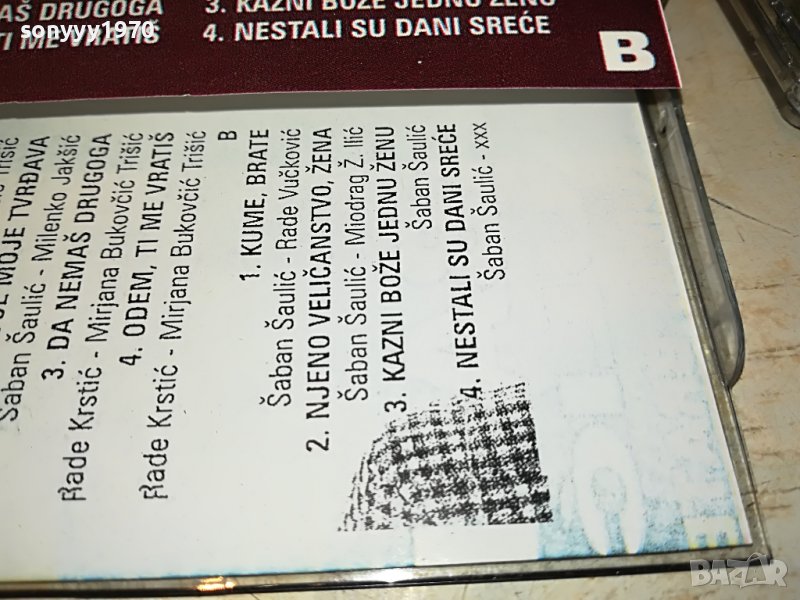 AŠ DRUGOGA
TI ME VRATIŠ
3. KAZNI BOŽE JEDNU ŽENU
4. NESTALI SU DANI SREĆE
B
sonyyy1970
MOJE TVRĐAVA
Šaban Šaulić - Milenko Jakšić
3. DA NEMAŠ DRUGOGA
Rade Krstić - Mirjana Bukovčić Trišić
4. ODEM, TI ME VRATIŠ
Rade Krstić - Mirjana Bukovčić Trišić
B
1. KUME, BRATE
Šaban Šaulić - Rade Vučković
2. NJENO VELIČANSTVO, ŽENA
Šaban Šaulić - Miodrag Ž. Ilić
3. KAZNI BOŽE JEDNU ŽENU
Šaban Šaulić
4. NESTALI SU DANI SREĆE
Šaban Šaulić - xxx
BAZAR